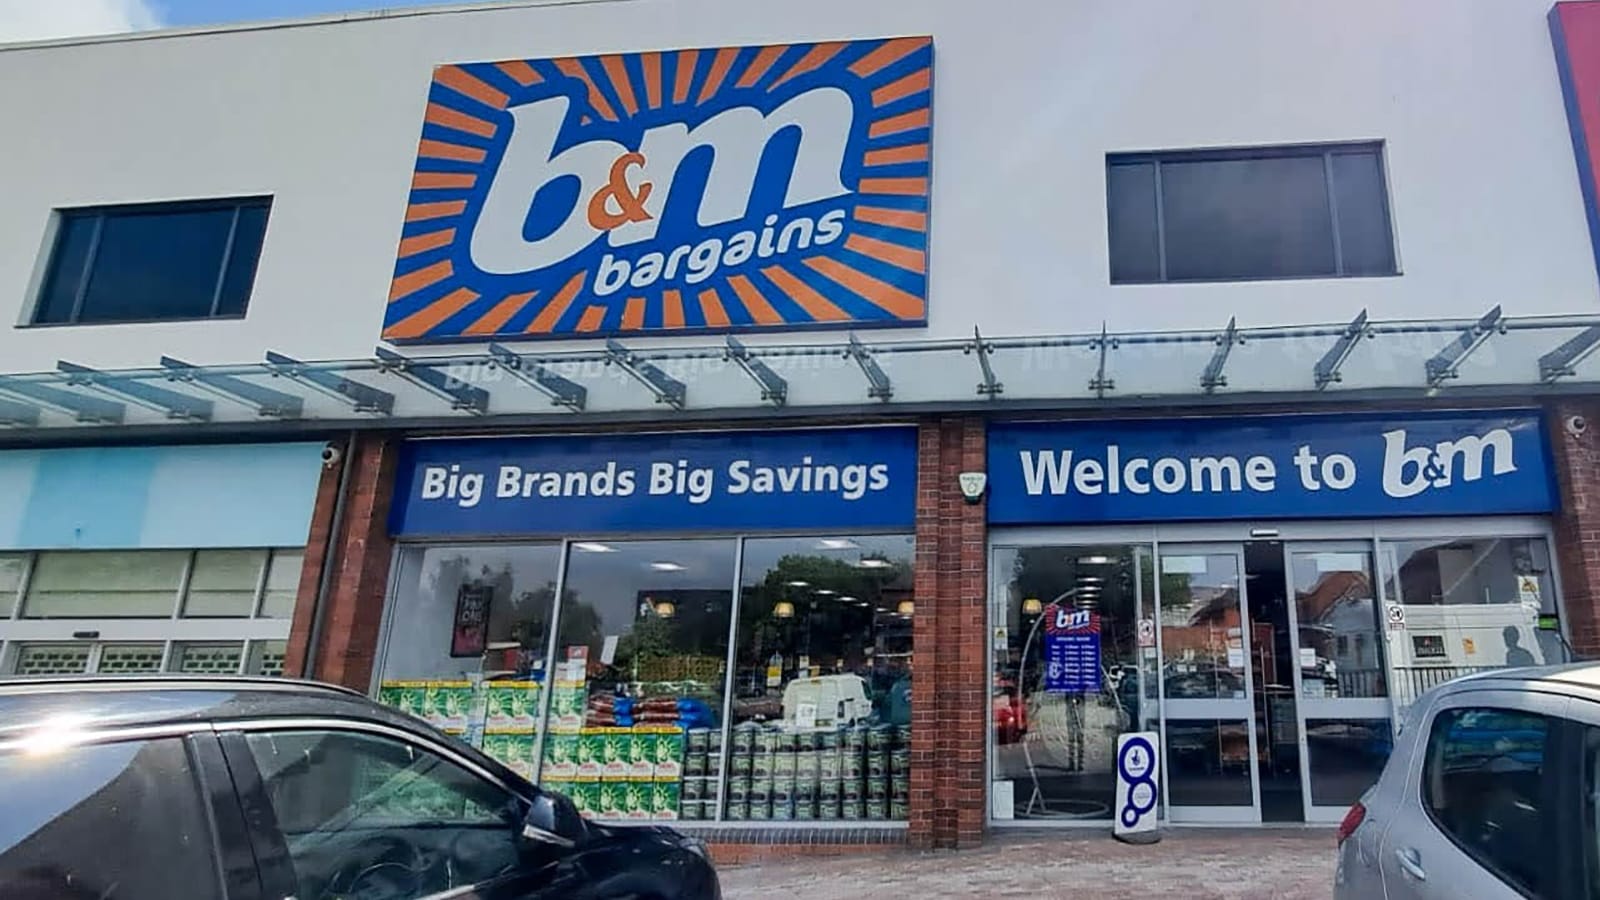 b&m
bargains
Big Brands Big Savings
Welcome to b&m
b&m